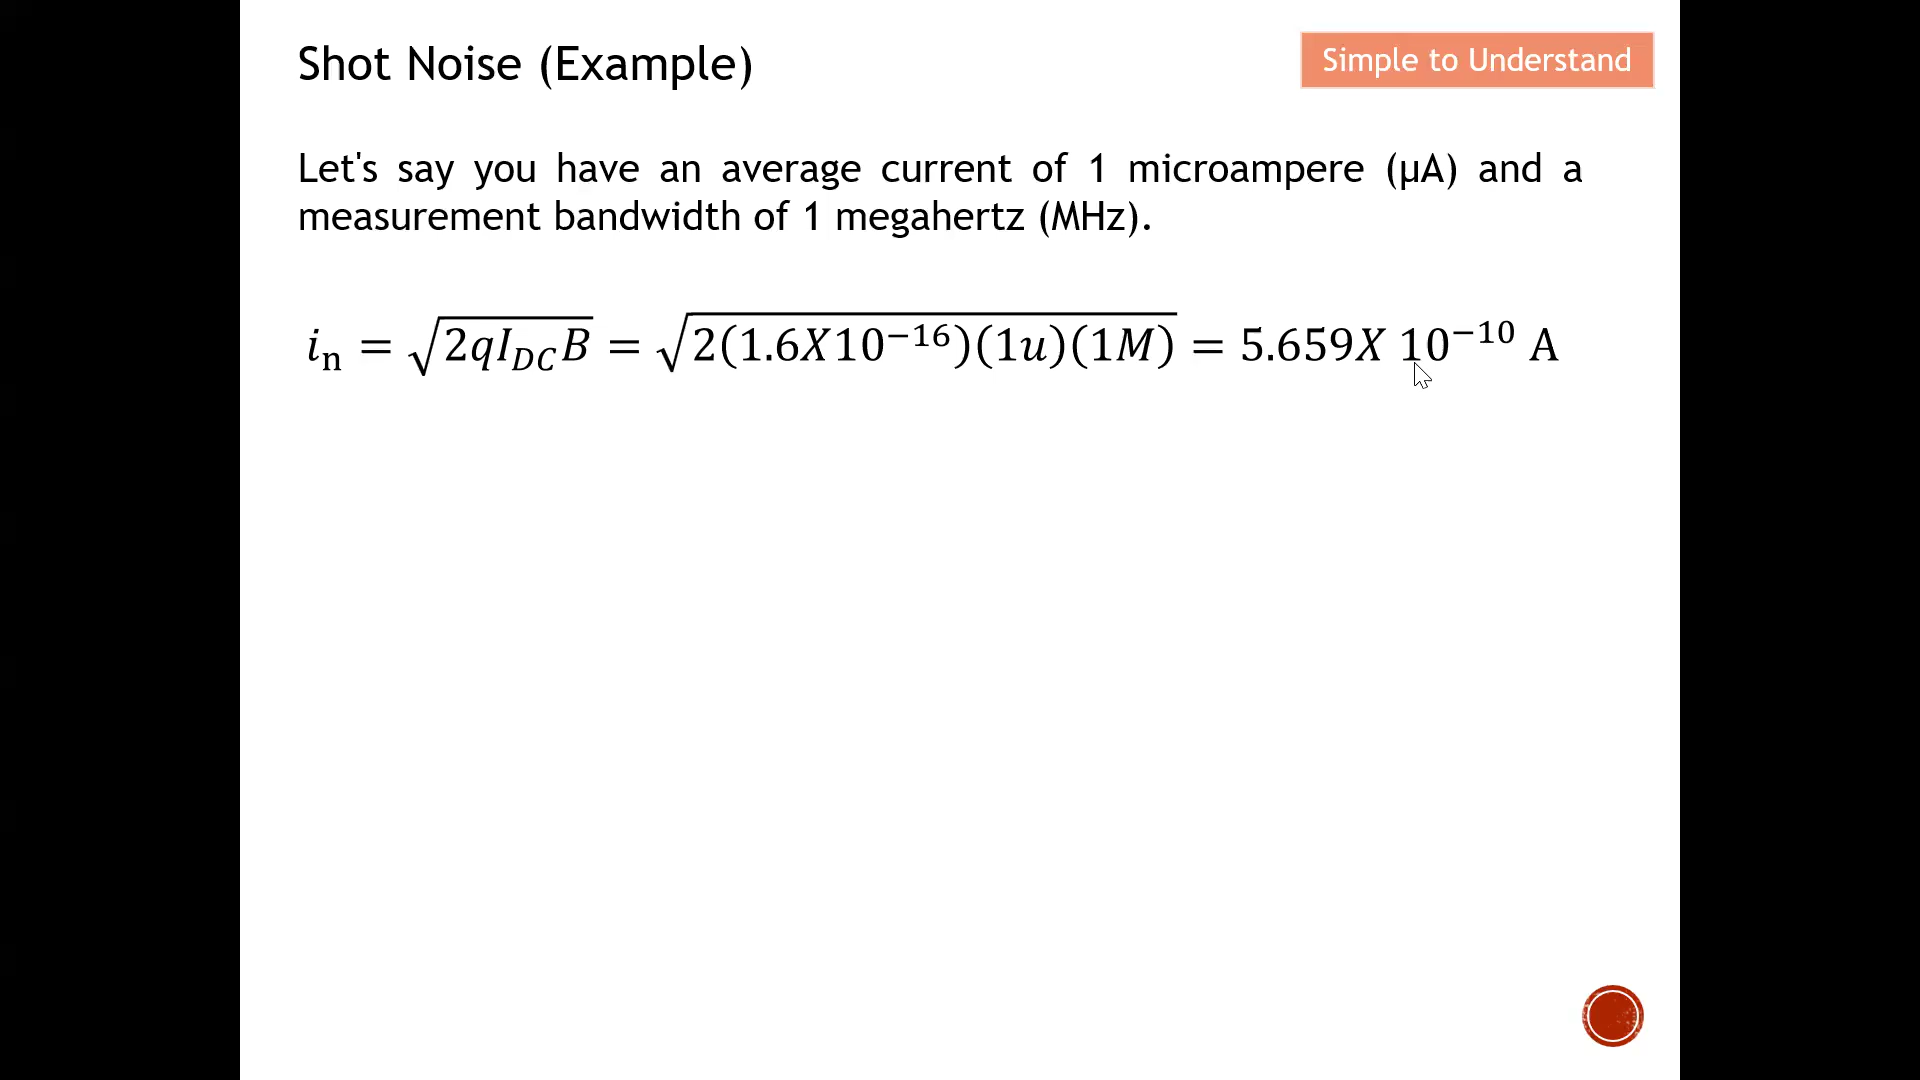 Shot Noise (Example)
Simple to Understand
Let's say you have an average current of 1 microampere (µA) and a
measurement bandwidth of 1 megahertz (MHz).
iₙ = √(2qI_DC B) = √(2(1.6X10⁻¹⁶)(1u)(1M)) = 5.659X 10⁻¹⁰ A